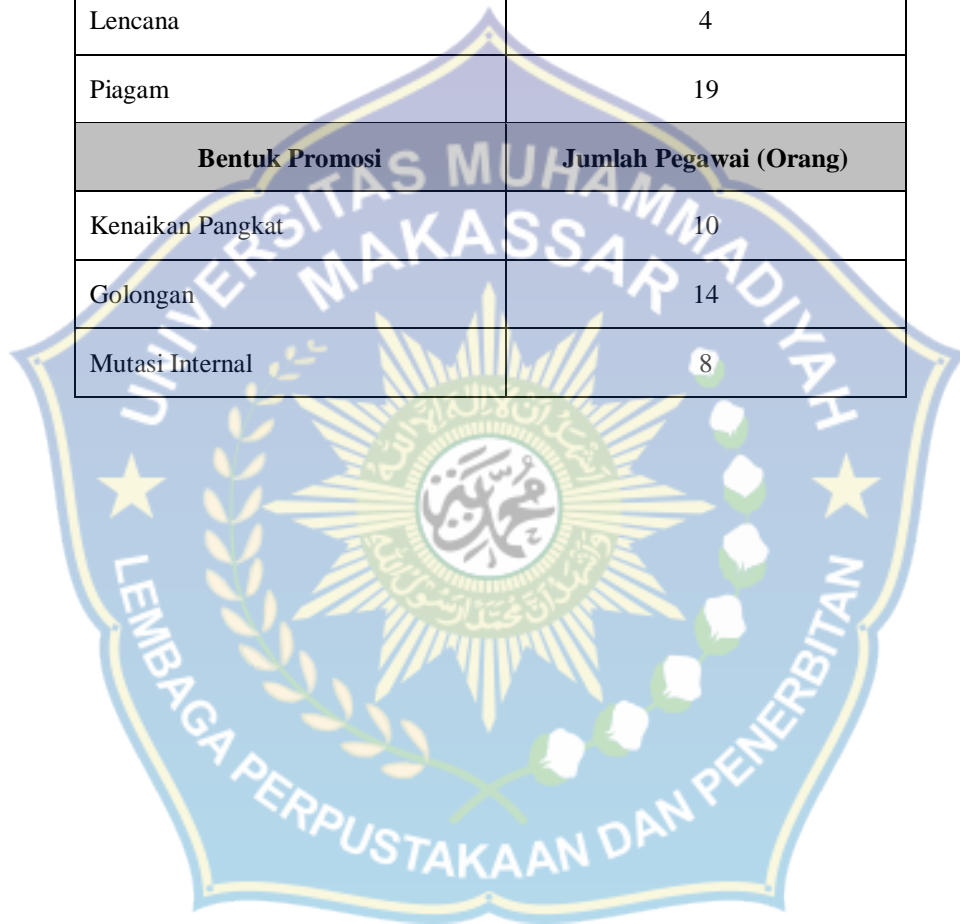 Lencana 4
Piagam 19
Bentuk Promosi Jumlah Pegawai (Orang)
Kenaikan Pangkat 10
Golongan 14
Mutasi Internal 8
UNIVERSITAS MUHAMMADIYAH
MAKASSAR
LEMBAGA PERPUSTAKAAN DAN PENERBITAN